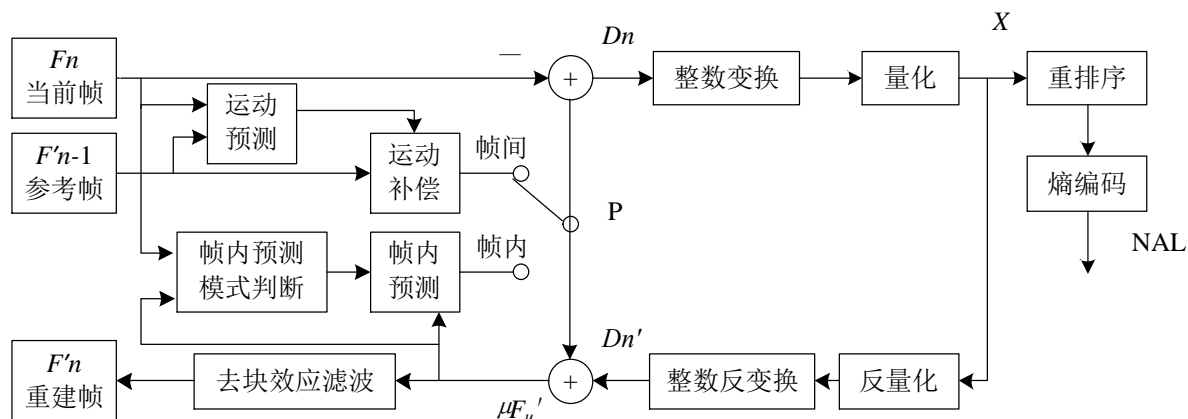 Fn
当前帧
F'n-1
参考帧
运动
预测
运动
补偿
帧间
帧内预测
模式判断
帧内
预测
帧内
F'n
重建帧
去块效应滤波
μFu'
—
+
Dn
整数变换
量化
X
重排序
熵编码
NAL
P
+
Dn'
整数反变换
反量化